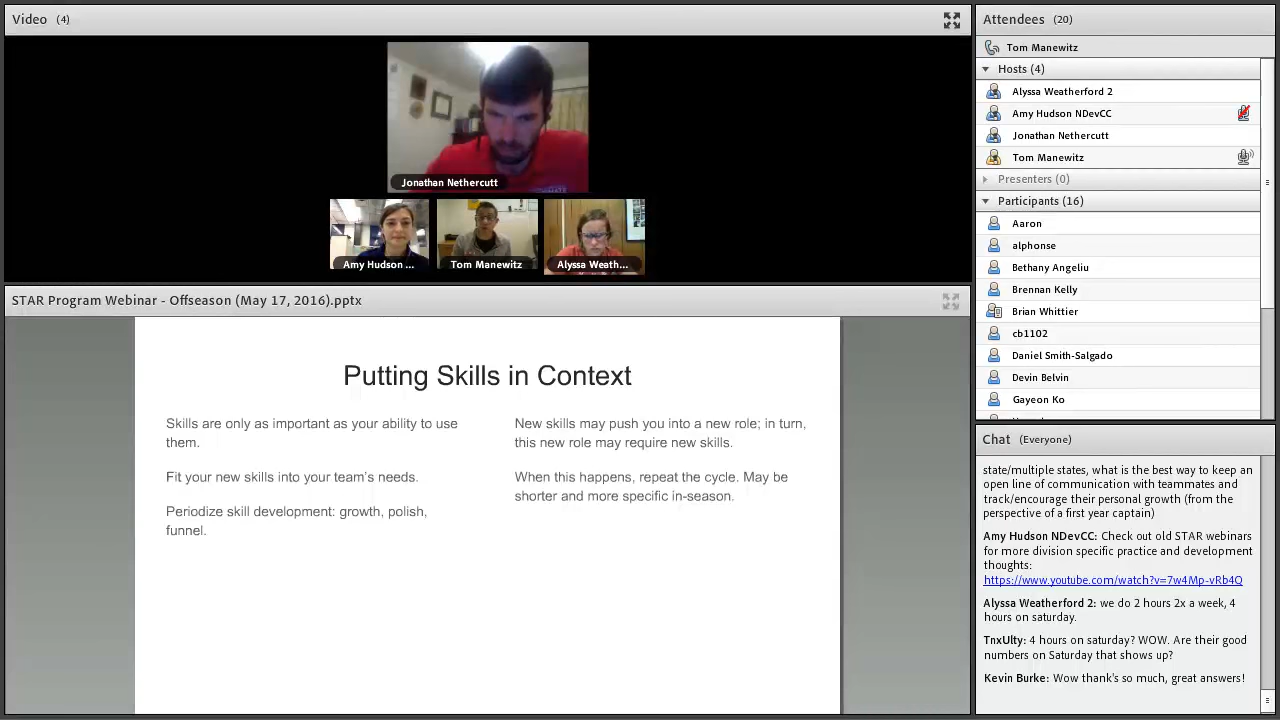 Video (4)
Jonathan Nethercutt
Amy Hudson ...
Tom Manewitz
Alyssa Weath...
STAR Program Webinar - Offseason (May 17, 2016).pptx
Putting Skills in Context
Skills are only as important as your ability to use
them.
Fit your new skills into your team's needs.
Periodize skill development: growth, polish,
funnel.
New skills may push you into a new role; in turn,
this new role may require new skills.
When this happens, repeat the cycle. May be
shorter and more specific in-season.
Attendees (20)
Tom Manewitz
Hosts (4)
Alyssa Weatherford 2
Amy Hudson NDevCC
Jonathan Nethercutt
Tom Manewitz
Presenters (0)
Participants (16)
Aaron
alphonse
Bethany Angeliu
Brennan Kelly
Brian Whittier
cb1102
Daniel Smith-Salgado
Devin Belvin
Gayeon Ko
Chat (Everyone)
state/multiple states, what is the best way to keep an
open line of communication with teammates and
track/encourage their personal growth (from the
perspective of a first year captain)
Amy Hudson NDevCC: Check out old STAR webinars
for more division specific practice and development
thoughts:
https://www.youtube.com/watch?v=7w4Mp-vRb4Q
Alyssa Weatherford 2: we do 2 hours 2x a week, 4
hours on saturday.
TnxUlty: 4 hours on saturday? WOW. Are their good
numbers on Saturday that shows up?
Kevin Burke: Wow thank's so much, great answers!